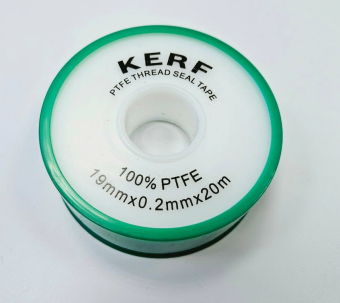 KERF
PTFE THREAD SEAL TAPE
100% PTFE
19mmx0.2mmx20m